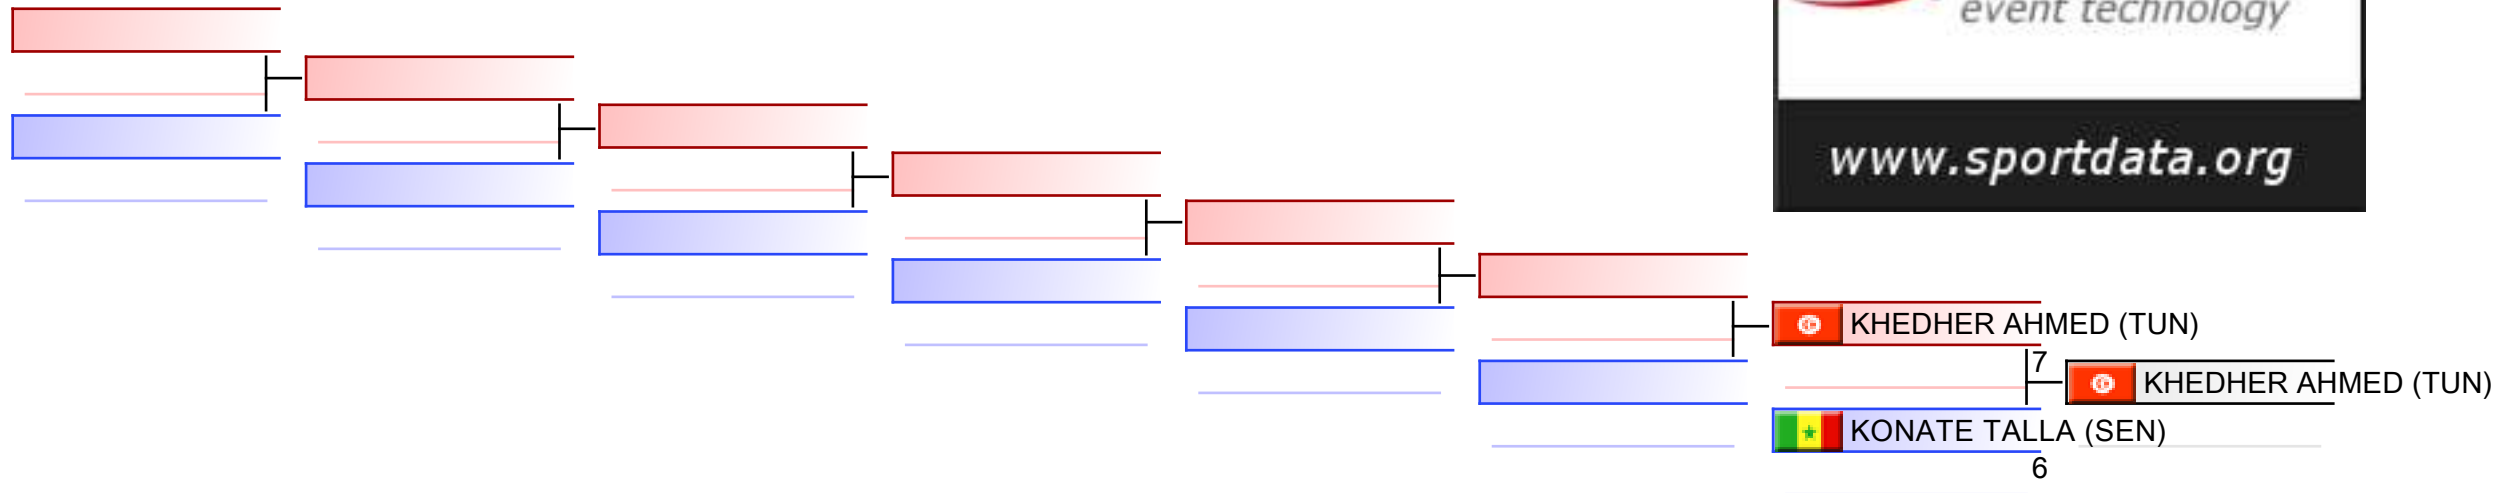 event technology
www.sportdata.org
KHEDHER AHMED (TUN)
7
KHEDHER AHMED (TUN)
KONATE TALLA (SEN)
6